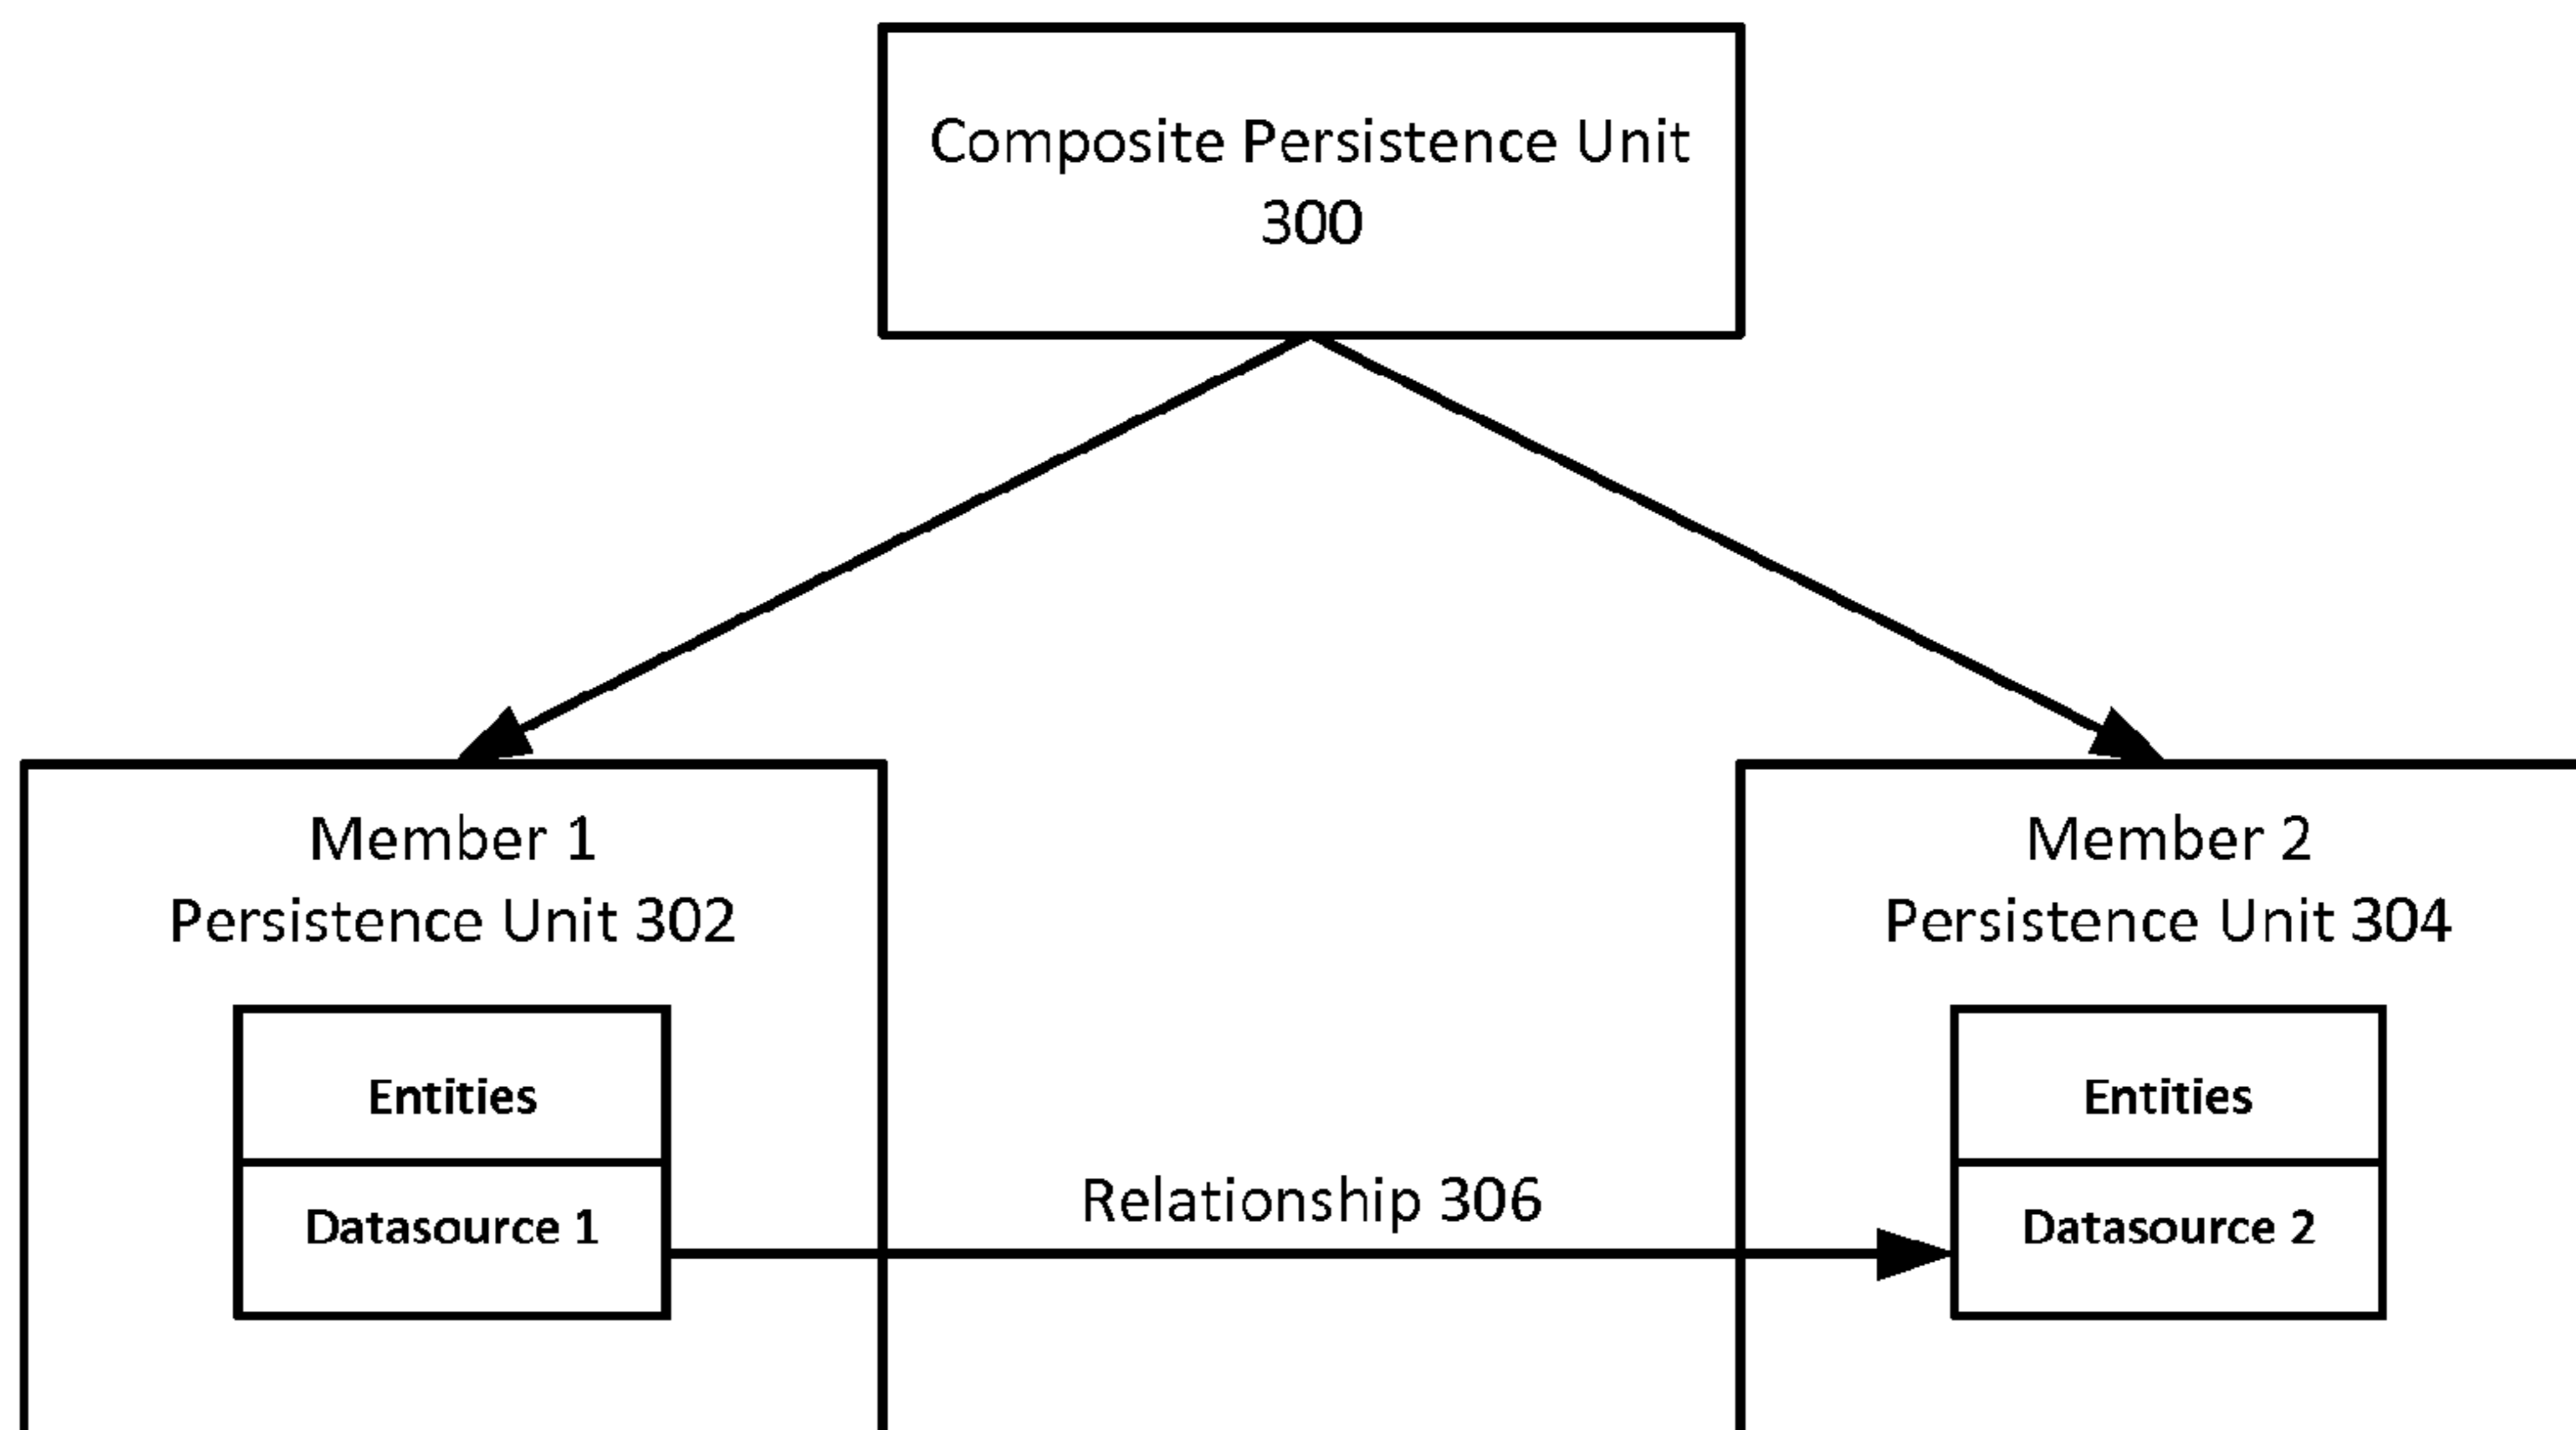 Composite Persistence Unit
300
Member 1
Persistence Unit 302
Entities
Datasource 1
Relationship 306
Member 2
Persistence Unit 304
Entities
Datasource 2